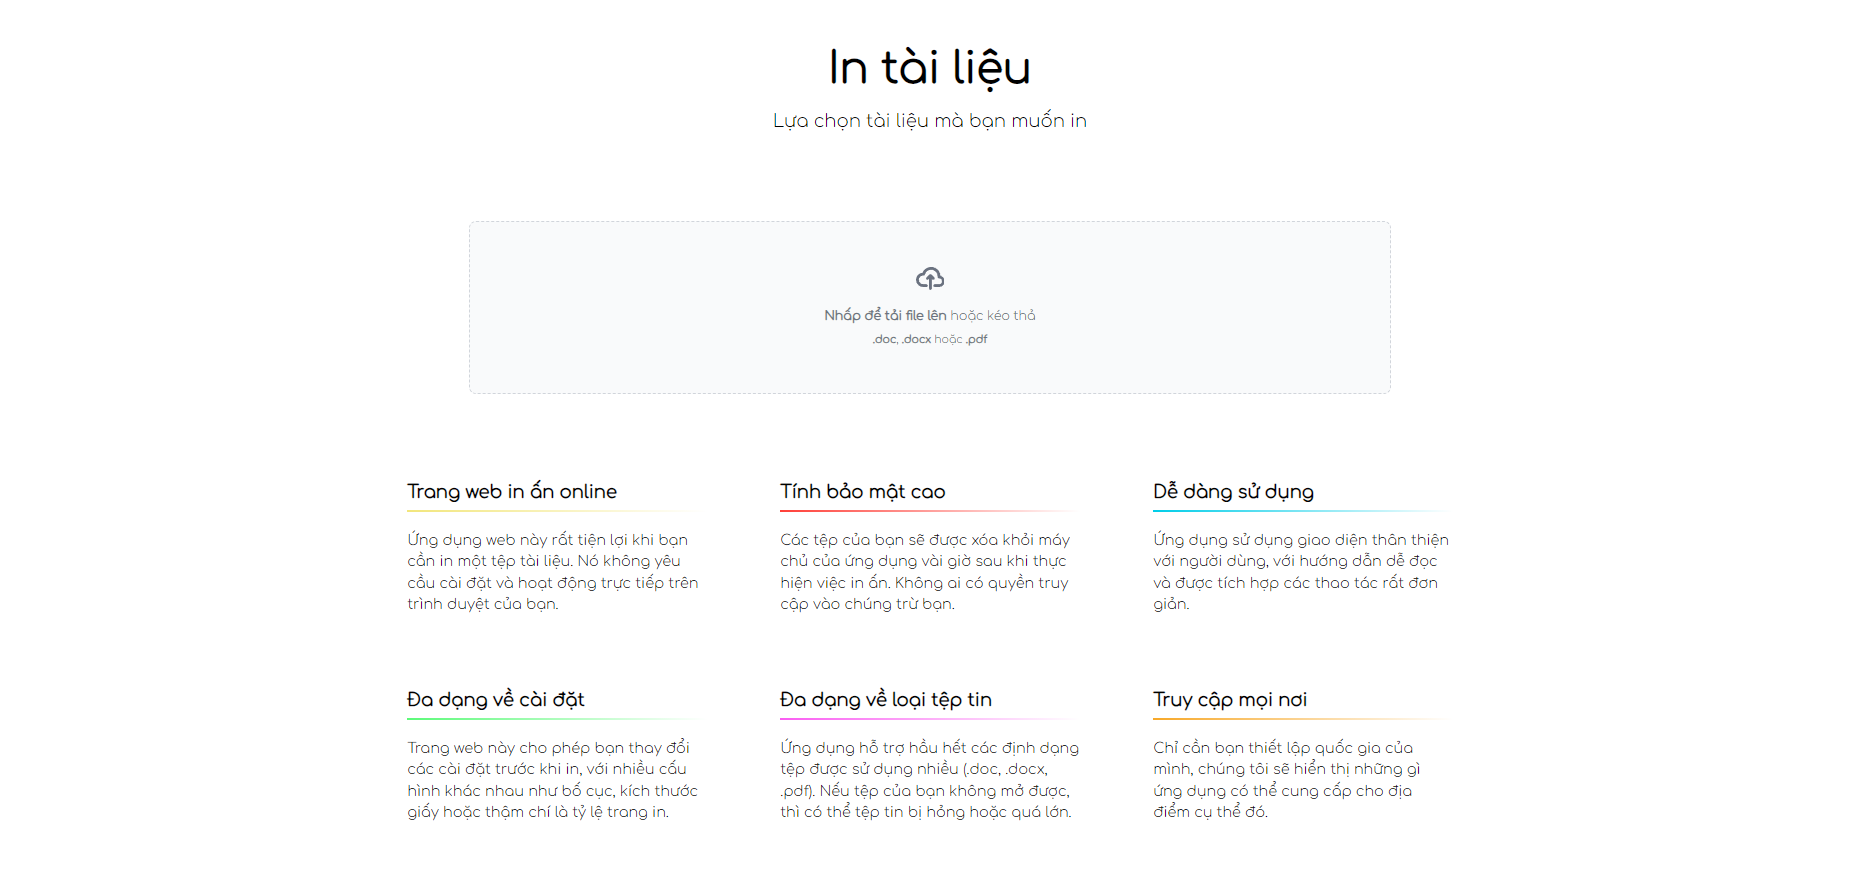 In tài liệu
Lựa chọn tài liệu mà bạn muốn in
Nhấp để tải file lên hoặc kéo thả
.doc, .docx hoặc .pdf
Trang web in ấn online
Ứng dụng web này rất tiện lợi khi bạn
cần in một tệp tài liệu. Nó không yêu
cầu cài đặt và hoạt động trực tiếp trên
trình duyệt của bạn.
Tính bảo mật cao
Các tệp của bạn sẽ được xóa khỏi máy
chủ của ứng dụng vài giờ sau khi thực
hiện việc in ấn. Không ai có quyền truy
cập vào chúng trừ bạn.
Dễ dàng sử dụng
Ứng dụng sử dụng giao diện thân thiện
với người dùng, với hướng dẫn dễ đọc
và được tích hợp các thao tác rất đơn
giản.
Đa dạng về cài đặt
Trang web này cho phép bạn thay đổi
các cài đặt trước khi in, với nhiều cấu
hình khác nhau như bố cục, kích thước
giấy hoặc thậm chí là tỷ lệ trang in.
Đa dạng về loại tệp tin
Ứng dụng hỗ trợ hầu hết các định dạng
tệp được sử dụng nhiều (.doc, .docx,
.pdf). Nếu tệp của bạn không mở được,
thì có thể tệp tin bị hỏng hoặc quá lớn.
Truy cập mọi nơi
Chỉ cần bạn thiết lập quốc gia của
mình, chúng tôi sẽ hiển thị những gì
ứng dụng có thể cung cấp cho địa
điểm cụ thể đó.